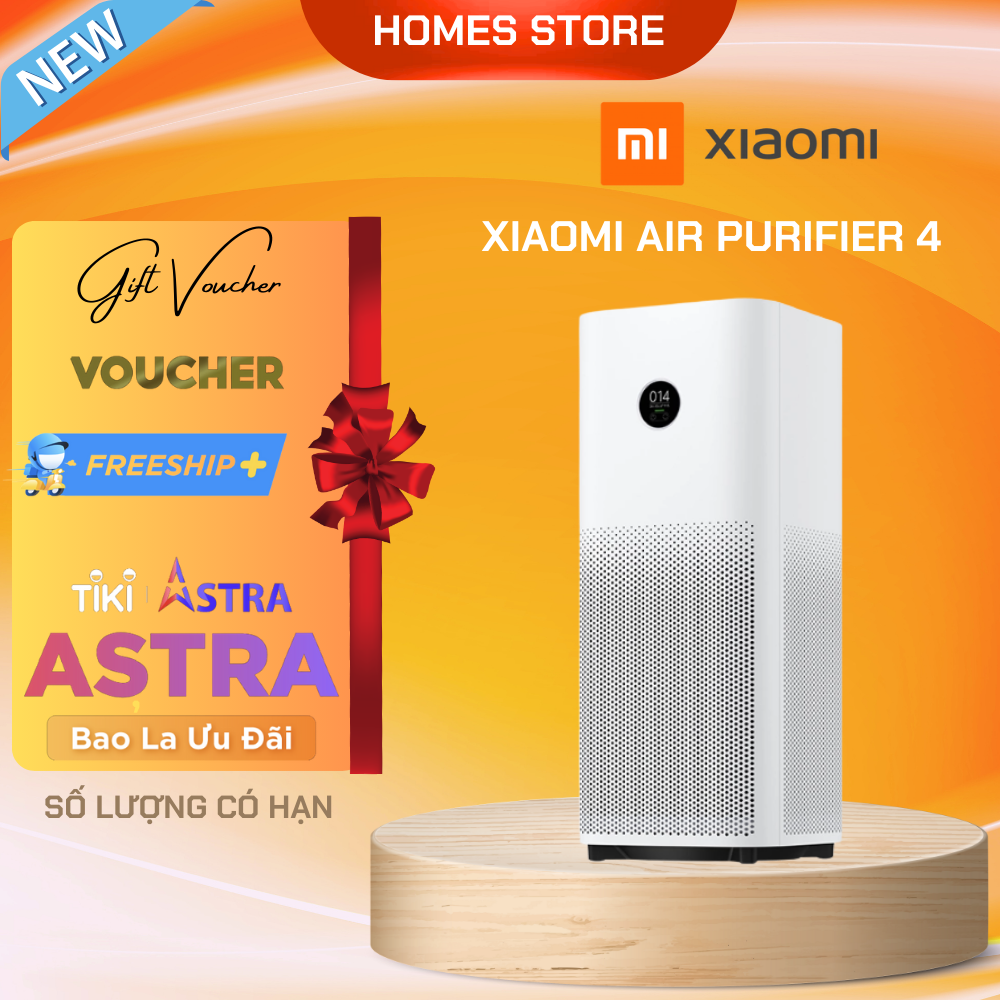 NEW
HOMES STORE
mi xiaomi
XIAOMI AIR PURIFIER 4
014
Gift Voucher
VOUCHER
FREESHIP+
TIKI ASTRA
ASTRA
Bao La Ưu Đãi
SỐ LƯỢNG CÓ HẠN